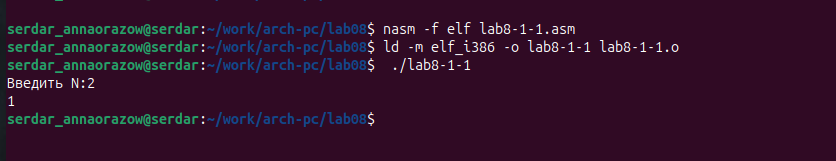 serdar_annaorazow@serdar:~/work/arch-pc/lab08$ nasm -f elf lab8-1-1.asm
serdar_annaorazow@serdar:~/work/arch-pc/lab08$ ld -m elf_i386 -o lab8-1-1 lab8-1-1.o
serdar_annaorazow@serdar:~/work/arch-pc/lab08$  ./lab8-1-1
Введить N:2
1
serdar_annaorazow@serdar:~/work/arch-pc/lab08$